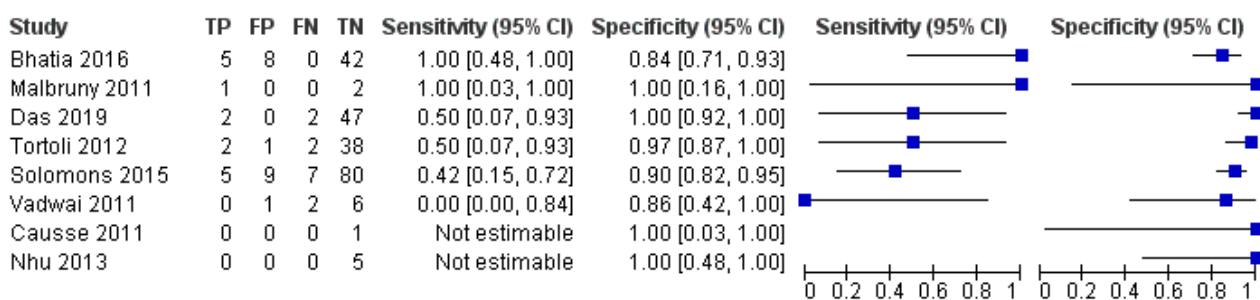 Study TP FP FN TN Sensitivity (95% CI) Specificity (95% CI) Sensitivity (95% CI) Specificity (95% CI)
Bhatia 2016 5 8 0 42 1.00 [0.48, 1.00] 0.84 [0.71, 0.93]
Malbruny 2011 1 0 0 2 1.00 [0.03, 1.00] 1.00 [0.16, 1.00]
Das 2019 2 0 2 47 0.50 [0.07, 0.93] 1.00 [0.92, 1.00]
Tortoli 2012 2 1 2 38 0.50 [0.07, 0.93] 0.97 [0.87, 1.00]
Solomons 2015 5 9 7 80 0.42 [0.15, 0.72] 0.90 [0.82, 0.95]
Vadwai 2011 0 1 2 6 0.00 [0.00, 0.84] 0.86 [0.42, 1.00]
Causse 2011 0 0 0 1 Not estimable 1.00 [0.03, 1.00]
Nhu 2013 0 0 0 5 Not estimable 1.00 [0.48, 1.00]
0 0.2 0.4 0.6 0.8 1 0 0.2 0.4 0.6 0.8 1